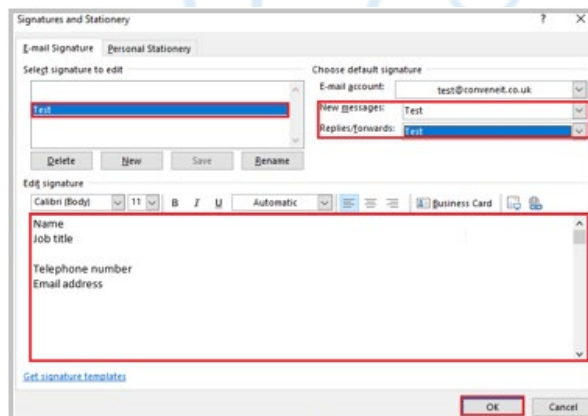 Signatures and Stationery ? X
E-mail Signature Personal Stationery
Select signature to edit
Test
Delete New Save Rename
Choose default signature
E-mail account: test@conveneit.co.uk
New messages: Test
Replies/forwards: Test
Edit signature
Calibri (Body) 11 B I U Automatic Business Card
Name
Job title
Telephone number
Email address
Get signature templates
OK Cancel